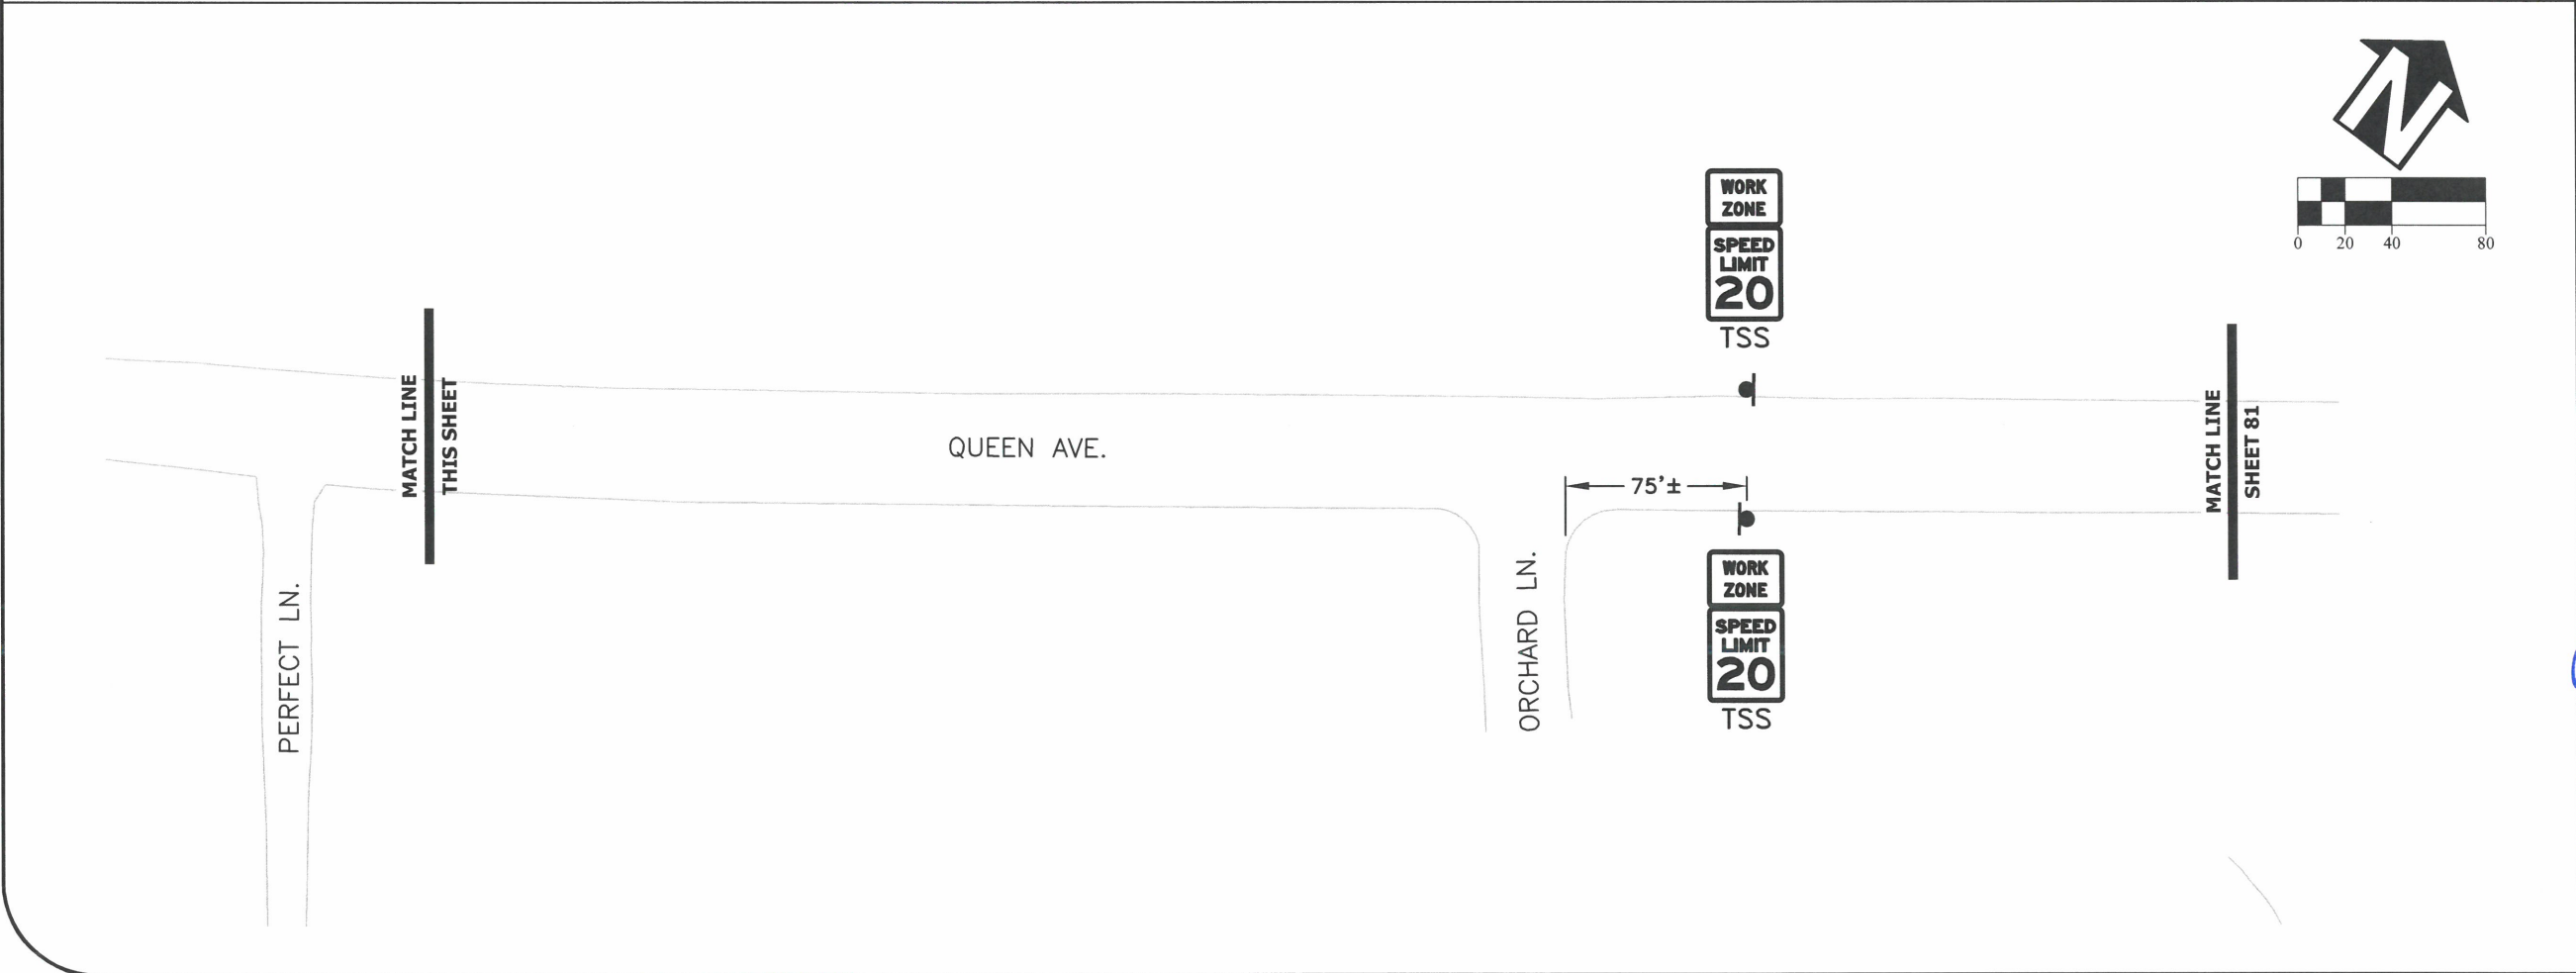 N
0 20 40 80
WORK
ZONE
SPEED
LIMIT
20
TSS
MATCH LINE
THIS SHEET
QUEEN AVE.
75'±
MATCH LINE
SHEET 81
PERFECT LN.
ORCHARD LN.
WORK
ZONE
SPEED
LIMIT
20
TSS